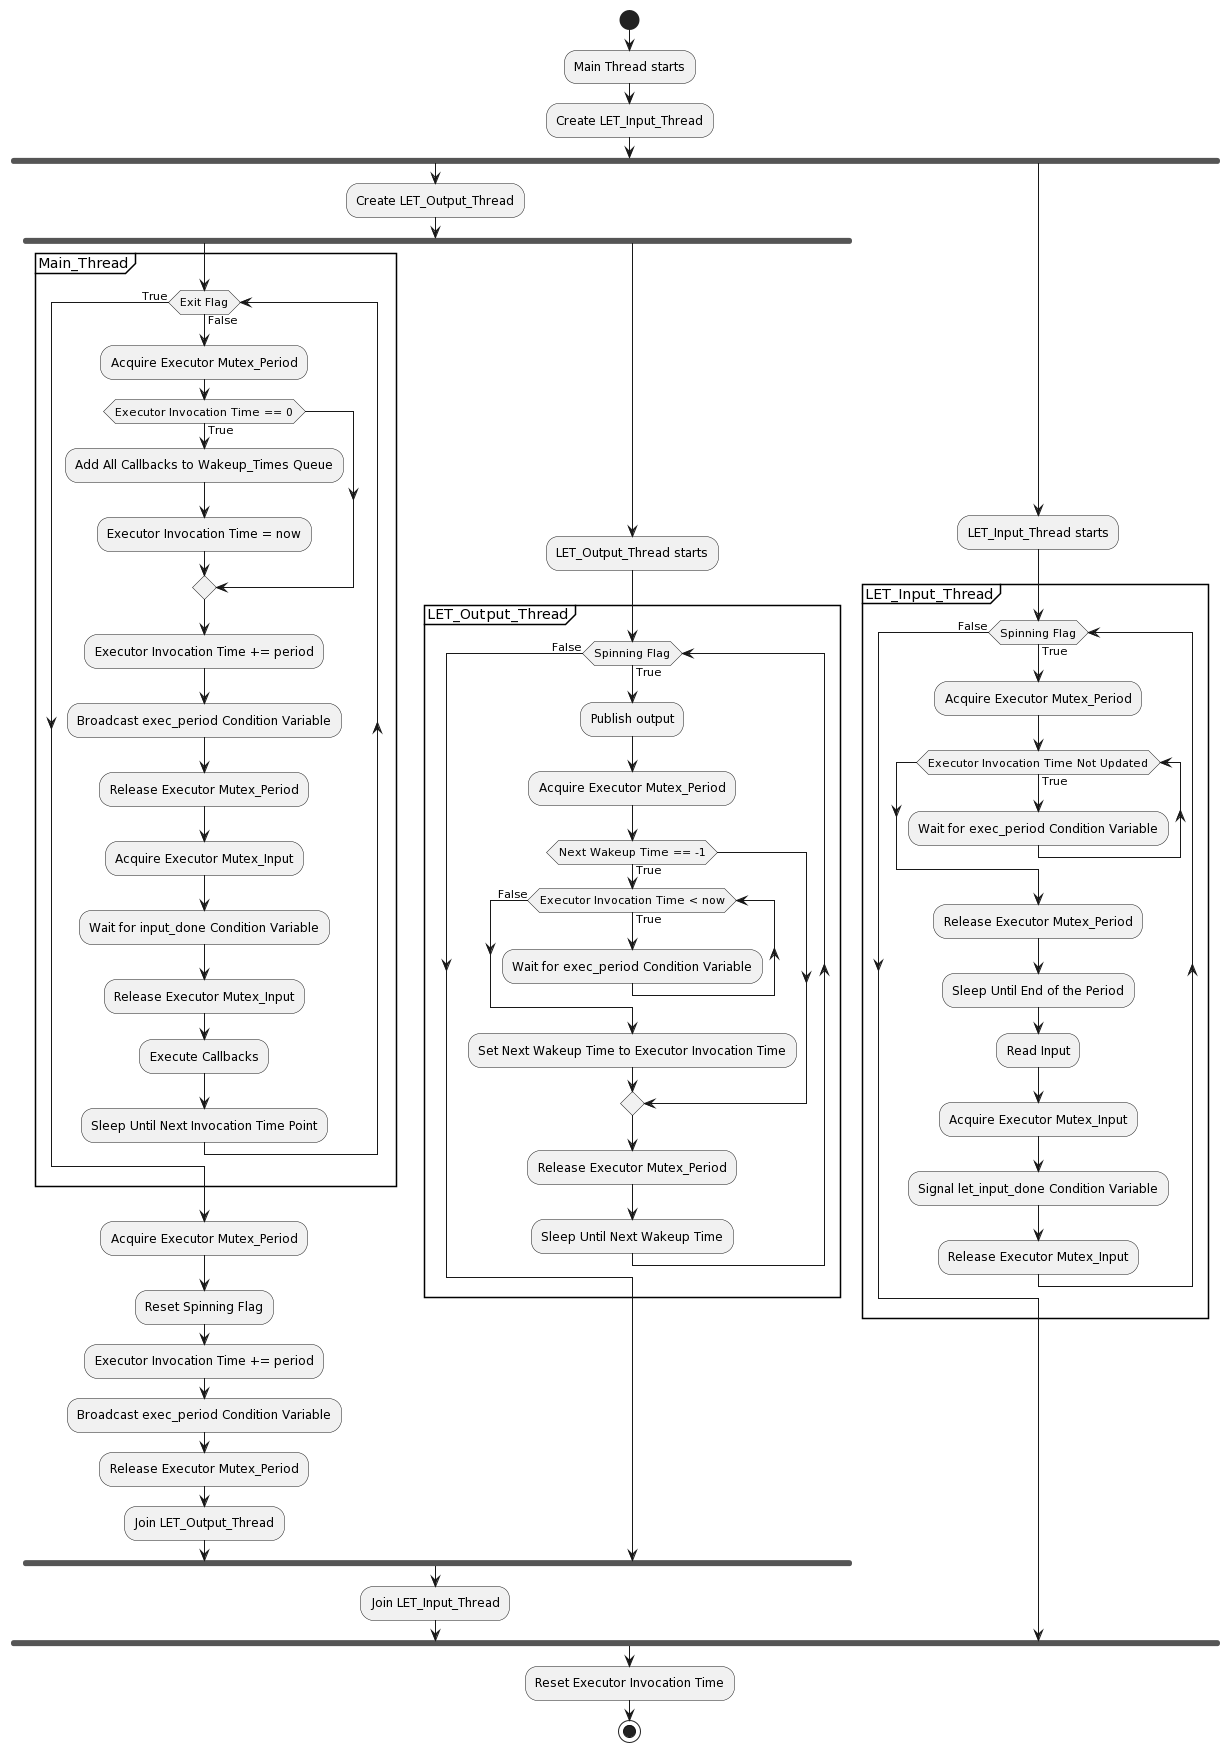 Main Thread starts
Create LET_Input_Thread
Create LET_Output_Thread
Main_Thread
True
Exit Flag
False
Acquire Executor Mutex_Period
Executor Invocation Time == 0
True
Add All Callbacks to Wakeup_Times Queue
Executor Invocation Time = now
Executor Invocation Time += period
Broadcast exec_period Condition Variable
Release Executor Mutex_Period
Acquire Executor Mutex_Input
Wait for input_done Condition Variable
Release Executor Mutex_Input
Execute Callbacks
Sleep Until Next Invocation Time Point
Acquire Executor Mutex_Period
Reset Spinning Flag
Executor Invocation Time += period
Broadcast exec_period Condition Variable
Release Executor Mutex_Period
Join LET_Output_Thread
LET_Output_Thread starts
LET_Output_Thread
False
Spinning Flag
True
Publish output
Acquire Executor Mutex_Period
Next Wakeup Time == -1
True
False
Executor Invocation Time < now
True
Wait for exec_period Condition Variable
Set Next Wakeup Time to Executor Invocation Time
Release Executor Mutex_Period
Sleep Until Next Wakeup Time
LET_Input_Thread starts
LET_Input_Thread
False
Spinning Flag
True
Acquire Executor Mutex_Period
Executor Invocation Time Not Updated
True
Wait for exec_period Condition Variable
Release Executor Mutex_Period
Sleep Until End of the Period
Read Input
Acquire Executor Mutex_Input
Signal let_input_done Condition Variable
Release Executor Mutex_Input
Join LET_Input_Thread
Reset Executor Invocation Time